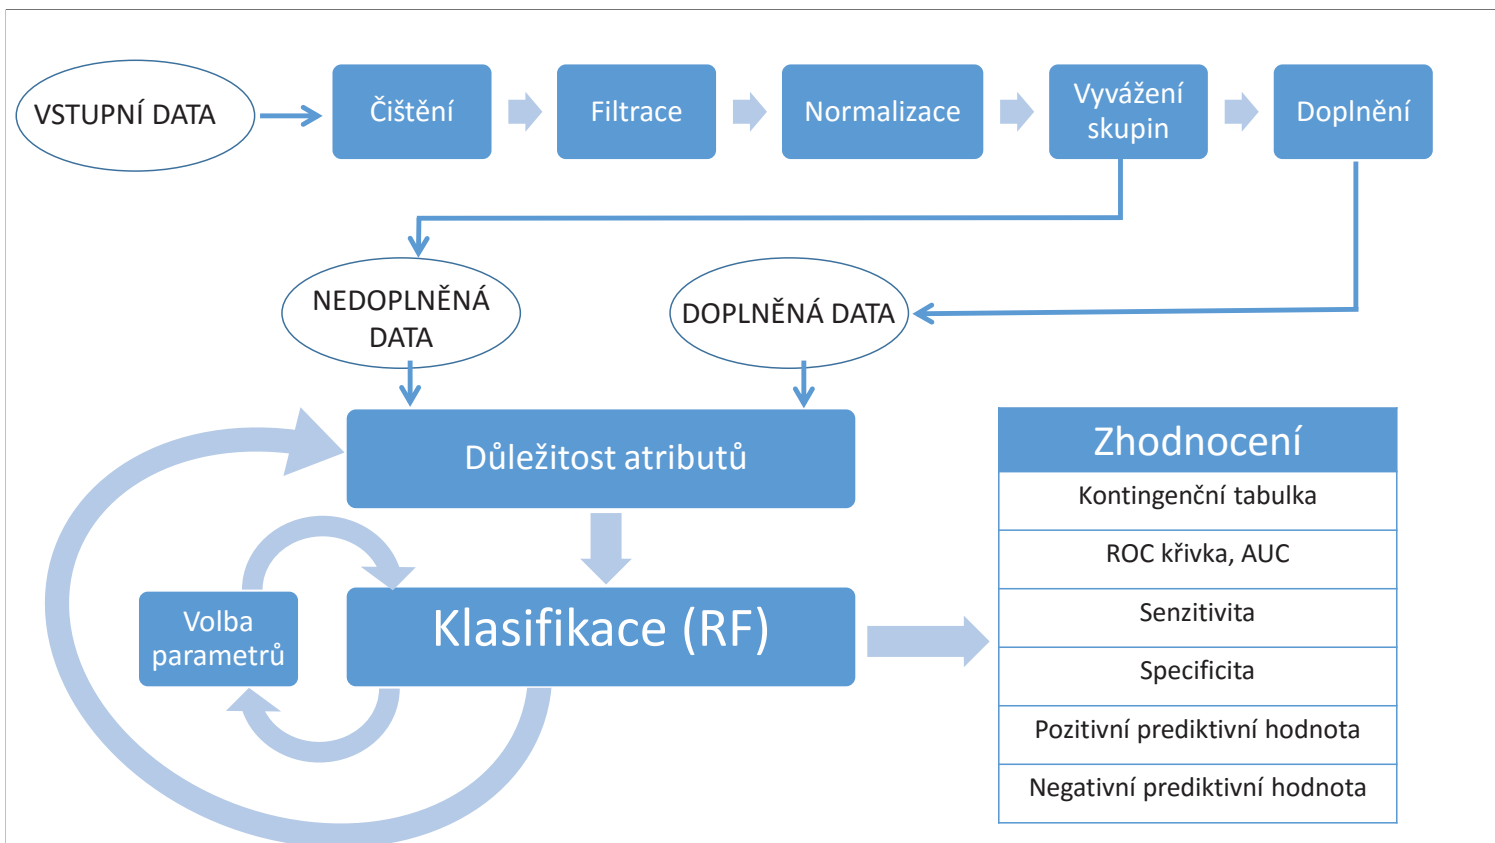 VSTUPNÍ DATA
Čištění
Filtrace
Normalizace
Vyvážení
skupin
Doplnění
NEDOPLNĚNÁ
DATA
DOPLNĚNÁ DATA
Důležitost atributů
Volba
parametrů
Klasifikace (RF)
Zhodnocení
Kontingenční tabulka
ROC křivka, AUC
Senzitivita
Specificita
Pozitivní prediktivní hodnota
Negativní prediktivní hodnota